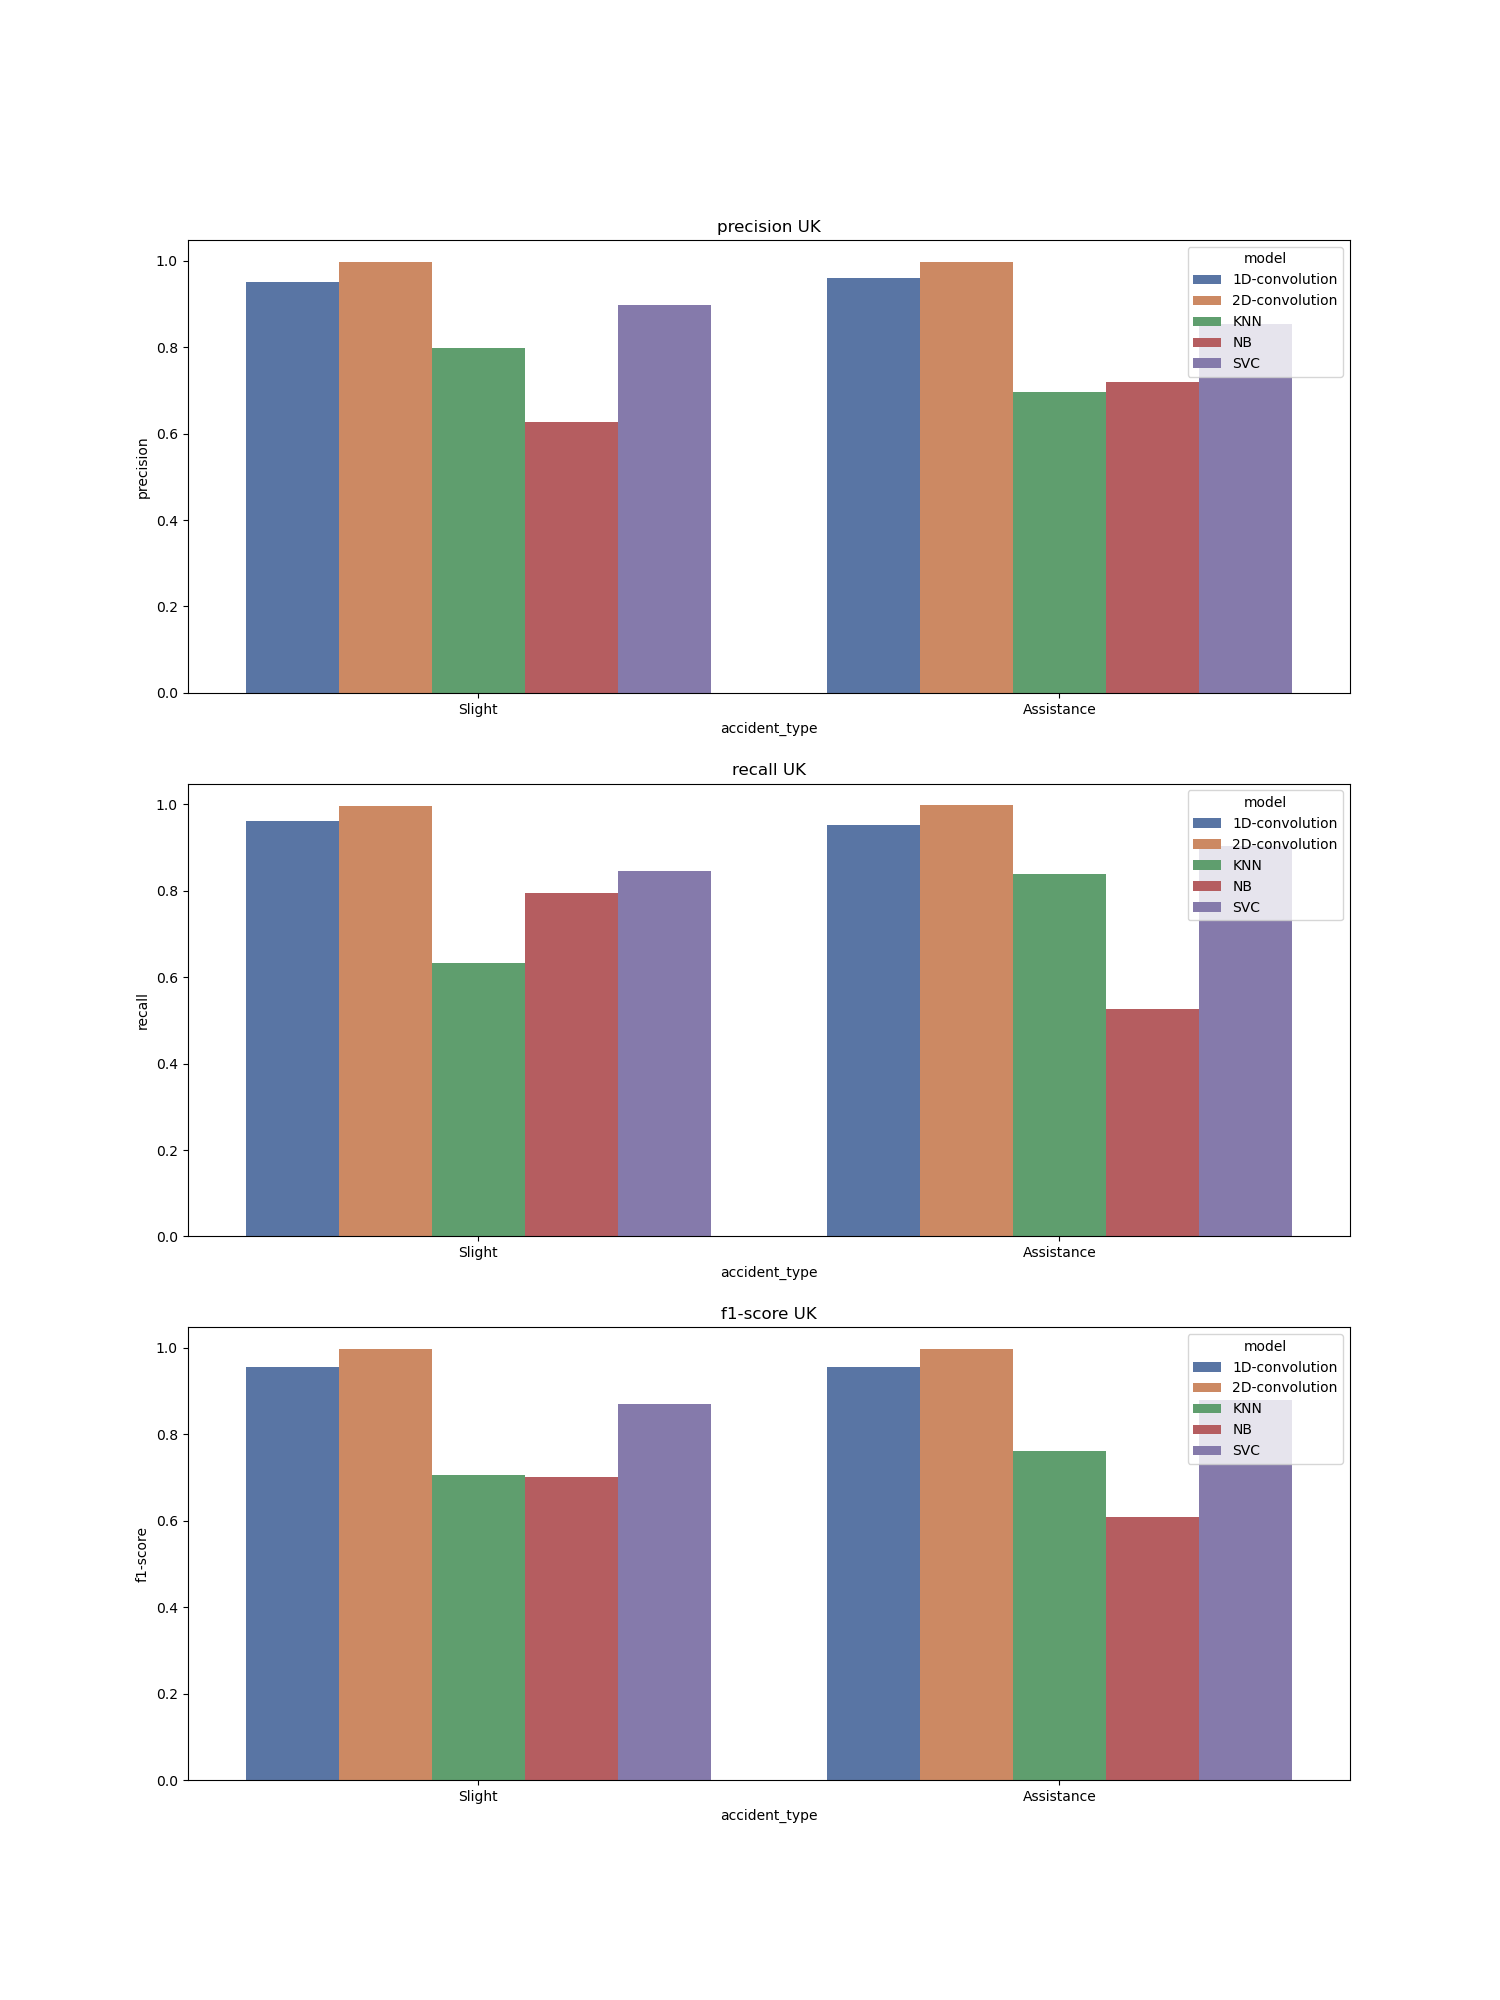 precision UK
precision
1.0
0.8
0.6
0.4
0.2
0.0
model
1D-convolution
2D-convolution
KNN
NB
SVC
Slight
Assistance
accident_type
recall UK
recall
1.0
0.8
0.6
0.4
0.2
0.0
model
1D-convolution
2D-convolution
KNN
NB
SVC
Slight
Assistance
accident_type
f1-score UK
f1-score
1.0
0.8
0.6
0.4
0.2
0.0
model
1D-convolution
2D-convolution
KNN
NB
SVC
Slight
Assistance
accident_type